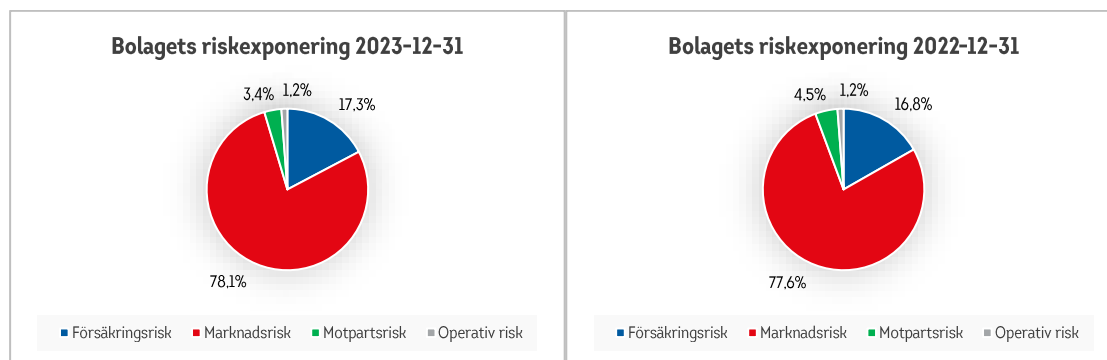 Bolagets riskexponering 2023-12-31
3,4%
1,2%
17,3%
78,1%
Försäkringsrisk
Marknadsrisk
Motpartsrisk
Operativ risk
Bolagets riskexponering 2022-12-31
4,5%
1,2%
16,8%
77,6%
Försäkringsrisk
Marknadsrisk
Motpartsrisk
Operativ risk